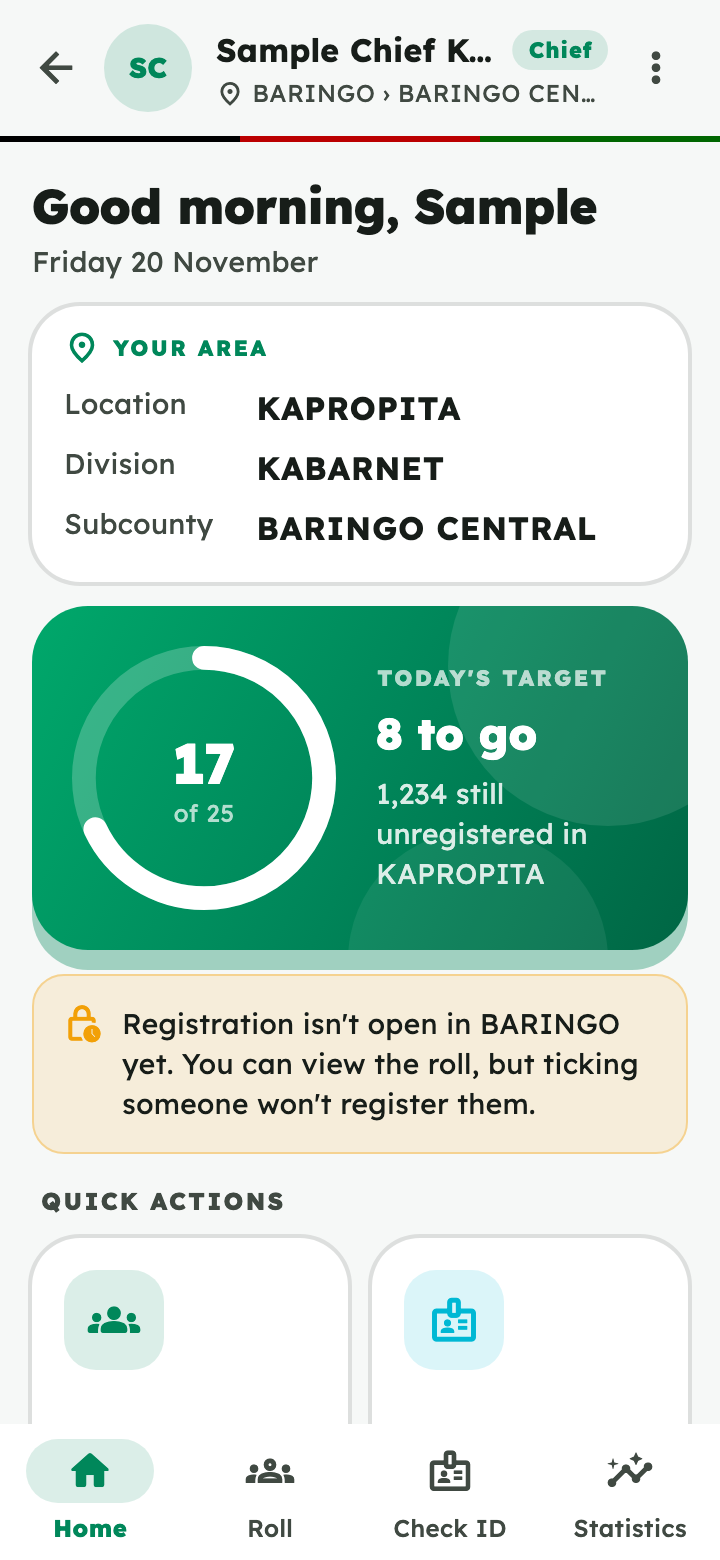 SC
Sample Chief K...
Chief
BARINGO › BARINGO CEN...
Good morning, Sample
Friday 20 November
YOUR AREA
Location KAPROPITA
Division KABARNET
Subcounty BARINGO CENTRAL
17
of 25
TODAY'S TARGET
8 to go
1,234 still
unregistered in
KAPROPITA
Registration isn't open in BARINGO
yet. You can view the roll, but ticking
someone won't register them.
QUICK ACTIONS
Home
Roll
Check ID
Statistics